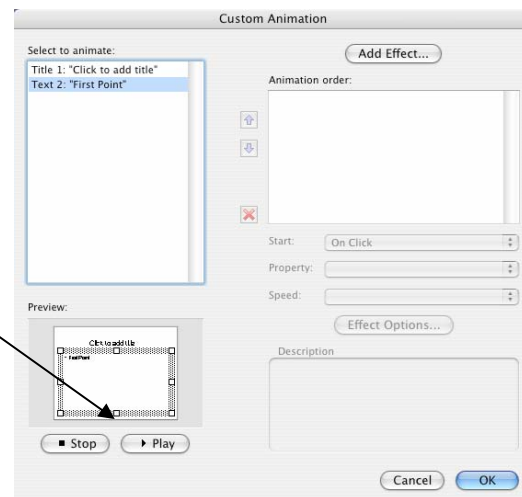 Custom Animation
Select to animate:
Title 1: "Click to add title"
Text 2: "First Point"
Add Effect...
Animation order:
Start:
On Click
Property:
Speed:
Effect Options...
Description
Preview:
Click to add title
• First Point
Stop
Play
Cancel
OK